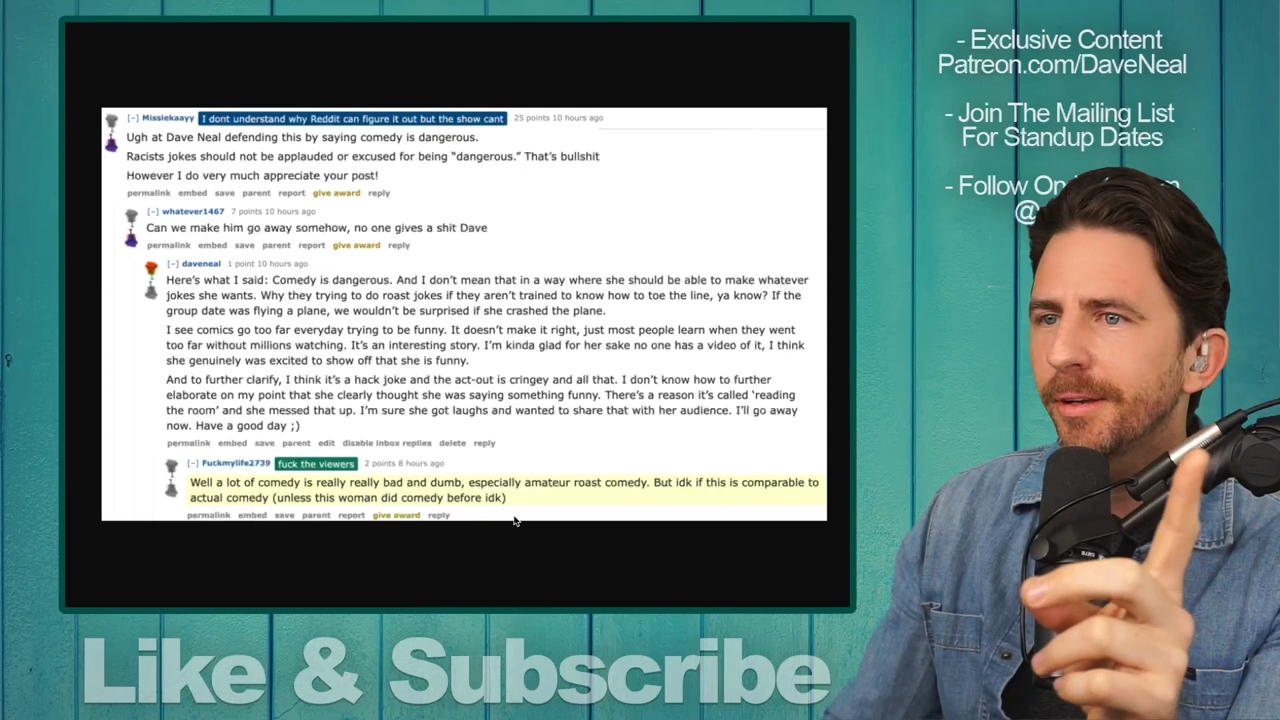 [–] Missiekaayy I dont understand why Reddit can figure it out but the show cant 25 points 10 hours ago
Ugh at Dave Neal defending this by saying comedy is dangerous.
Racists jokes should not be applauded or excused for being “dangerous.” That’s bullshit
However I do very much appreciate your post!
permalink embed save parent report give award reply
[–] whatever1467 7 points 10 hours ago
Can we make him go away somehow, no one gives a shit Dave
permalink embed save parent report give award reply
[–] daveneal 1 point 10 hours ago
Here’s what I said: Comedy is dangerous. And I don’t mean that in a way where she should be able to make whatever
jokes she wants. Why they trying to do roast jokes if they aren’t trained to know how to toe the line, ya know? If the
group date was flying a plane, we wouldn’t be surprised if she crashed the plane.
I see comics go too far everyday trying to be funny. It doesn’t make it right, just most people learn when they went
too far without millions watching. It’s an interesting story. I’m kinda glad for her sake no one has a video of it, I think
she genuinely was excited to show off that she is funny.
And to further clarify, I think it’s a hack joke and the act-out is cringey and all that. I don’t know how to further
elaborate on my point that she clearly thought she was saying something funny. There’s a reason it’s called ‘reading
the room’ and she messed that up. I’m sure she got laughs and wanted to share that with her audience. I’ll go away
now. Have a good day ;)
permalink embed save parent edit disable inbox replies delete reply
[–] Fuckmylife2739 fuck the viewers 2 points 8 hours ago
Well a lot of comedy is really really bad and dumb, especially amateur roast comedy. But idk if this is comparable to
actual comedy (unless this woman did comedy before idk)
permalink embed save parent report give award reply
- Exclusive Content
Patreon.com/DaveNeal
- Join The Mailing List
For Standup Dates
- Follow On
@
Like & Subscribe